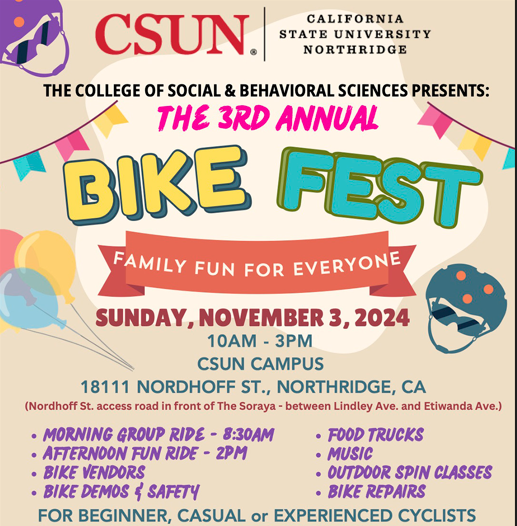 CSUN.
CALIFORNIA
STATE UNIVERSITY
NORTHRIDGE
THE COLLEGE OF SOCIAL & BEHAVIORAL SCIENCES PRESENTS:
THE 3RD ANNUAL
BIKE FEST
FAMILY FUN FOR EVERYONE
SUNDAY, NOVEMBER 3, 2024
10AM - 3PM
CSUN CAMPUS
18111 NORDHOFF ST., NORTHRIDGE, CA
(Nordhoff St. access road in front of The Soraya - between Lindley Ave. and Etiwanda Ave.)
• MORNING GROUP RIDE - 8:30AM
• AFTERNOON FUN RIDE - 2PM
• BIKE VENDORS
• BIKE DEMOS & SAFETY
• FOOD TRUCKS
• MUSIC
• OUTDOOR SPIN CLASSES
• BIKE REPAIRS
FOR BEGINNER, CASUAL or EXPERIENCED CYCLISTS